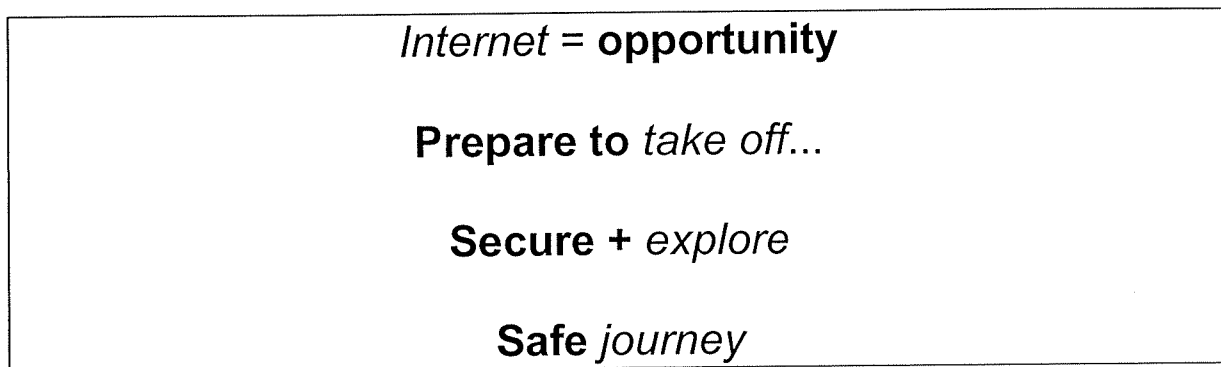 Internet = opportunity
Prepare to take off...
Secure + explore
Safe journey